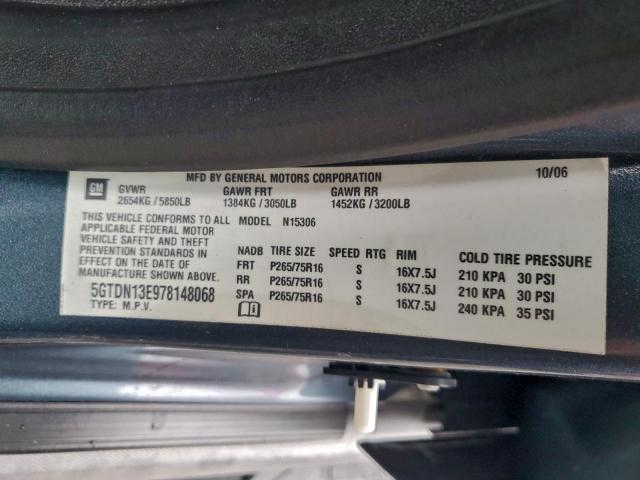 MFD BY GENERAL MOTORS CORPORATION 10/06
GM GVWR GAWR FRT GAWR RR
2654KG / 5850LB 1384KG / 3050LB 1452KG / 3200LB
THIS VEHICLE CONFORMS TO ALL MODEL N15306
APPLICABLE FEDERAL MOTOR
VEHICLE SAFETY AND THEFT
PREVENTION STANDARDS IN
EFFECT ON THE DATE OF
MANUFACTURE SHOWN ABOVE.
5GTDN13E978148068
TYPE: M.P.V.
NADB TIRE SIZE SPEED RTG RIM COLD TIRE PRESSURE
FRT P265/75R16 S 16X7.5J 210 KPA 30 PSI
RR P265/75R16 S 16X7.5J 210 KPA 30 PSI
SPA P265/75R16 S 16X7.5J 240 KPA 35 PSI